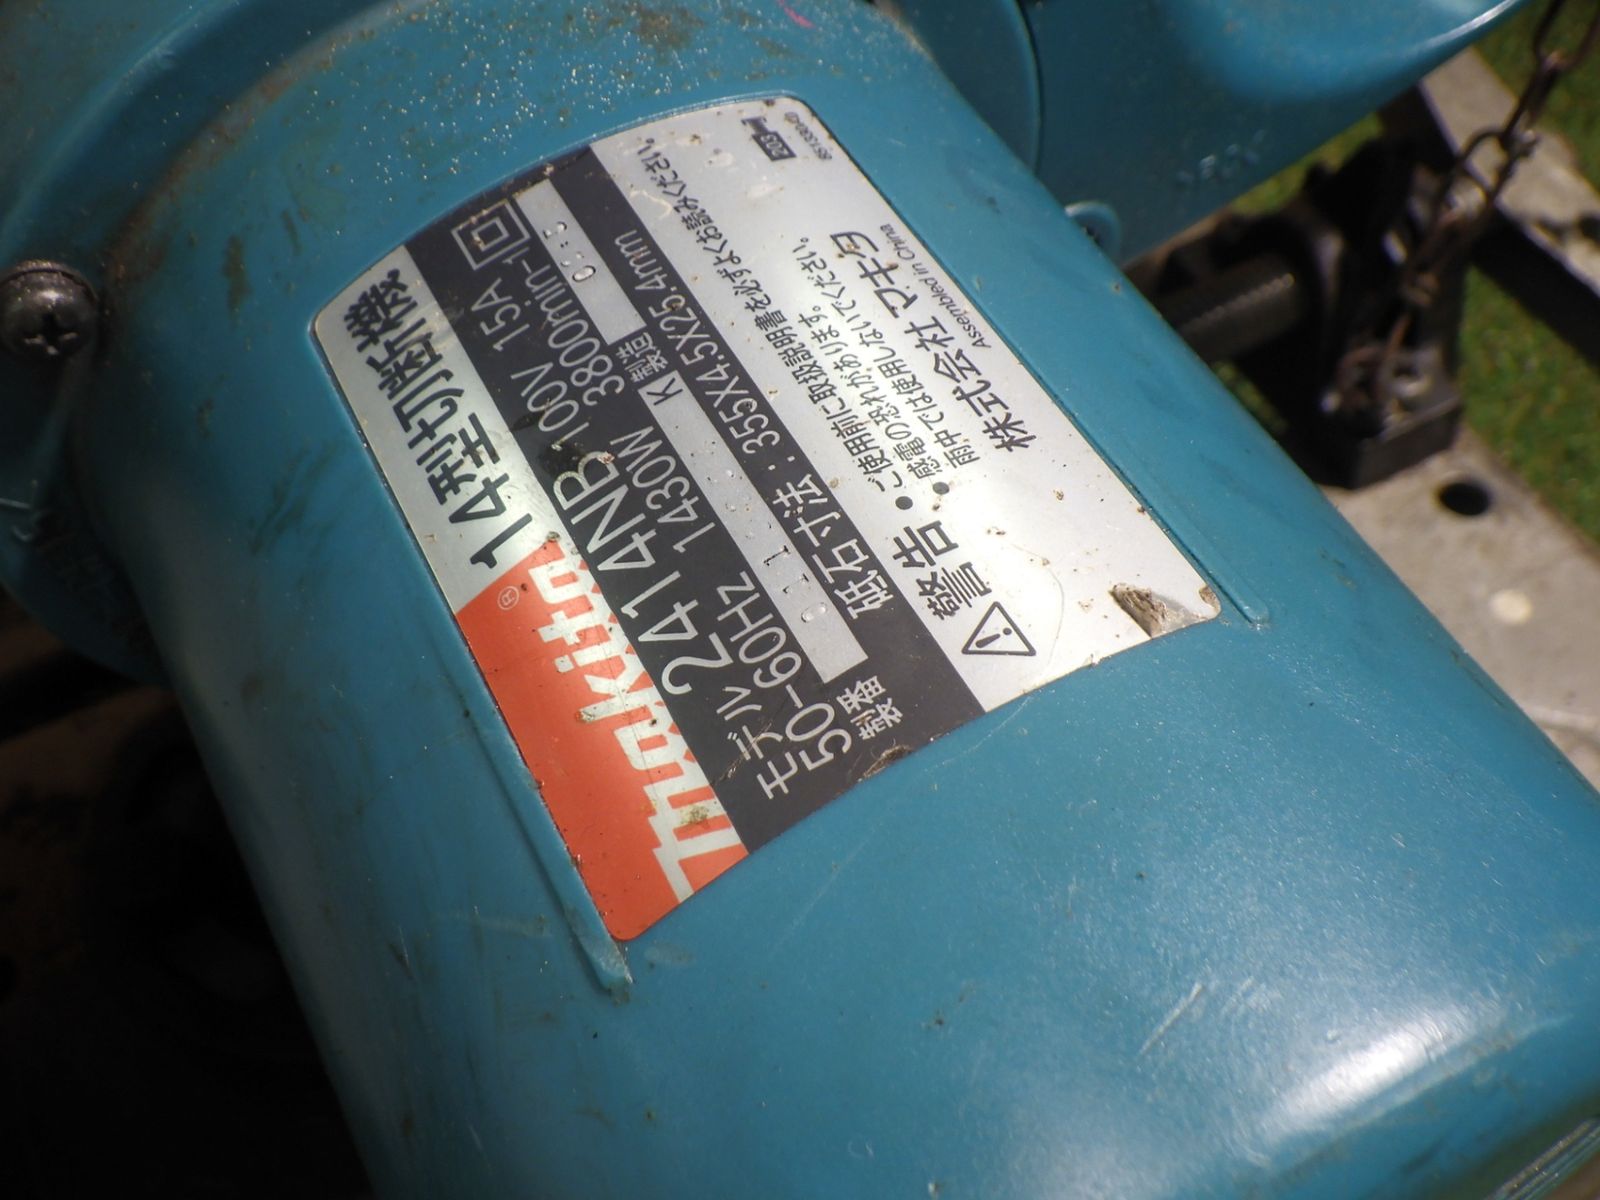 makita® 14型切断機
モデル 2414NB 100V 15A
50-60Hz 1430W 3800min-1
製番 K 製造
砥石寸法：355X4.5X25.4mm
警告・ご使用前に取扱説明書を必ずよくお読みください。
・感電の恐れがあります。
雨中では使用しないでください。
株式会社マキタ
Assembled in China